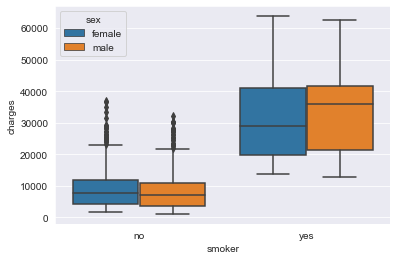 sex
female
male
60000
50000
40000
30000
20000
10000
0
charges
no
yes
smoker